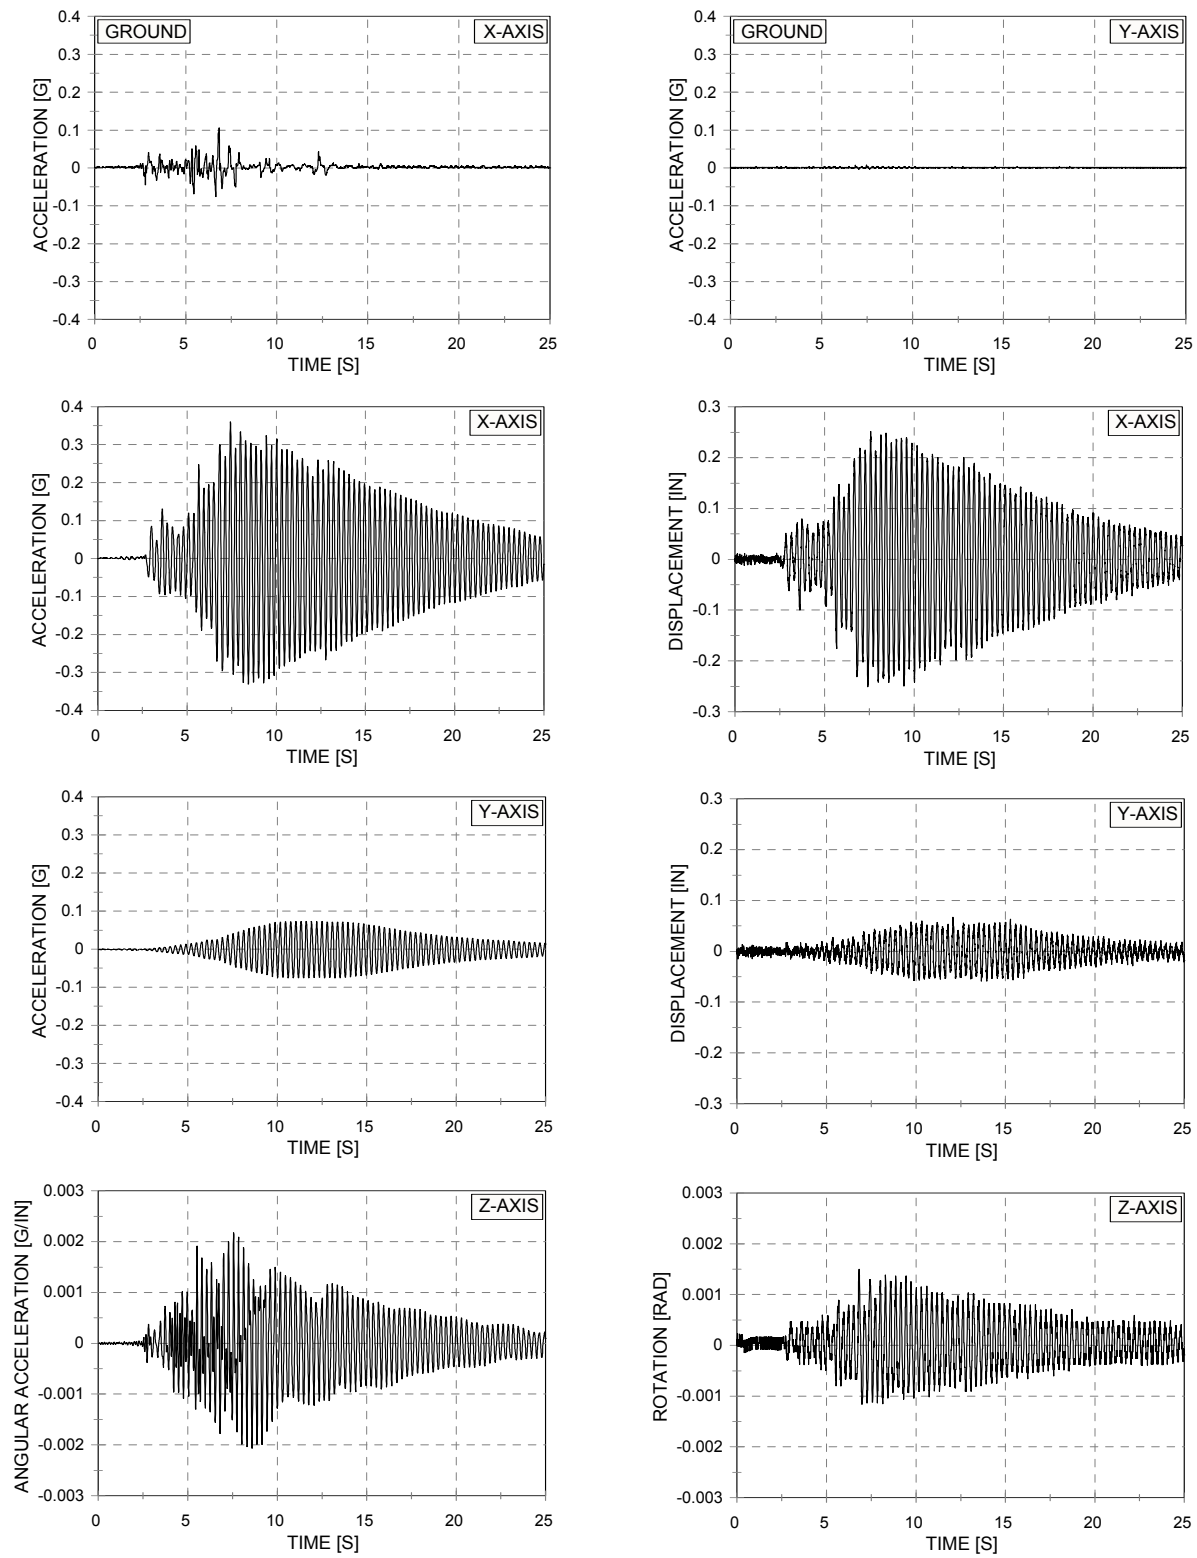 0.4
GROUND
X-AXIS
0.3
0.2
0.1
0
-0.1
-0.2
-0.3
-0.4
ACCELERATION [G]
0 5 10 15 20 25
TIME [S]
0.4
GROUND
Y-AXIS
0.3
0.2
0.1
0
-0.1
-0.2
-0.3
-0.4
ACCELERATION [G]
0 5 10 15 20 25
TIME [S]
0.4
X-AXIS
0.3
0.2
0.1
0
-0.1
-0.2
-0.3
-0.4
ACCELERATION [G]
0 5 10 15 20 25
TIME [S]
0.3
X-AXIS
0.2
0.1
0
-0.1
-0.2
-0.3
DISPLACEMENT [IN]
0 5 10 15 20 25
TIME [S]
0.4
Y-AXIS
0.3
0.2
0.1
0
-0.1
-0.2
-0.3
-0.4
ACCELERATION [G]
0 5 10 15 20 25
TIME [S]
0.3
Y-AXIS
0.2
0.1
0
-0.1
-0.2
-0.3
DISPLACEMENT [IN]
0 5 10 15 20 25
TIME [S]
0.003
Z-AXIS
0.002
0.001
0
-0.001
-0.002
-0.003
ANGULAR ACCELERATION [G/IN]
0 5 10 15 20 25
TIME [S]
0.003
Z-AXIS
0.002
0.001
0
-0.001
-0.002
-0.003
ROTATION [RAD]
0 5 10 15 20 25
TIME [S]